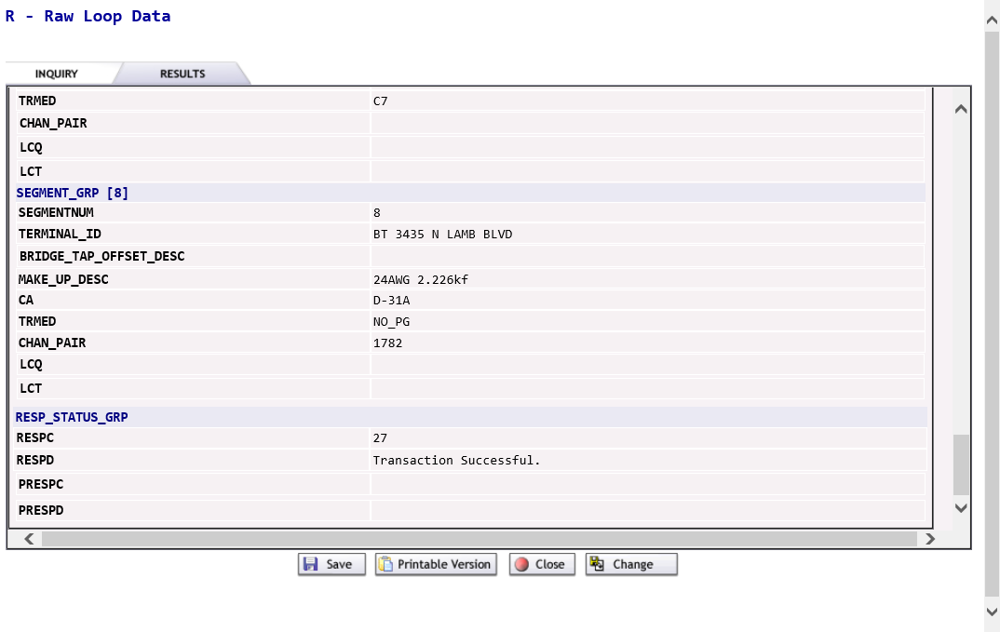 R - Raw Loop Data
INQUIRY RESULTS
TRMED C7
CHAN_PAIR
LCQ
LCT
SEGMENT_GRP [8]
SEGMENTNUM 8
TERMINAL_ID BT 3435 N LAMB BLVD
BRIDGE_TAP_OFFSET_DESC
MAKE_UP_DESC 24AWG 2.226kf
CA D-31A
TRMED NO_PG
CHAN_PAIR 1782
LCQ
LCT
RESP_STATUS_GRP
RESPC 27
RESPD Transaction Successful.
PRESPC
PRESPD
Save Printable Version Close Change